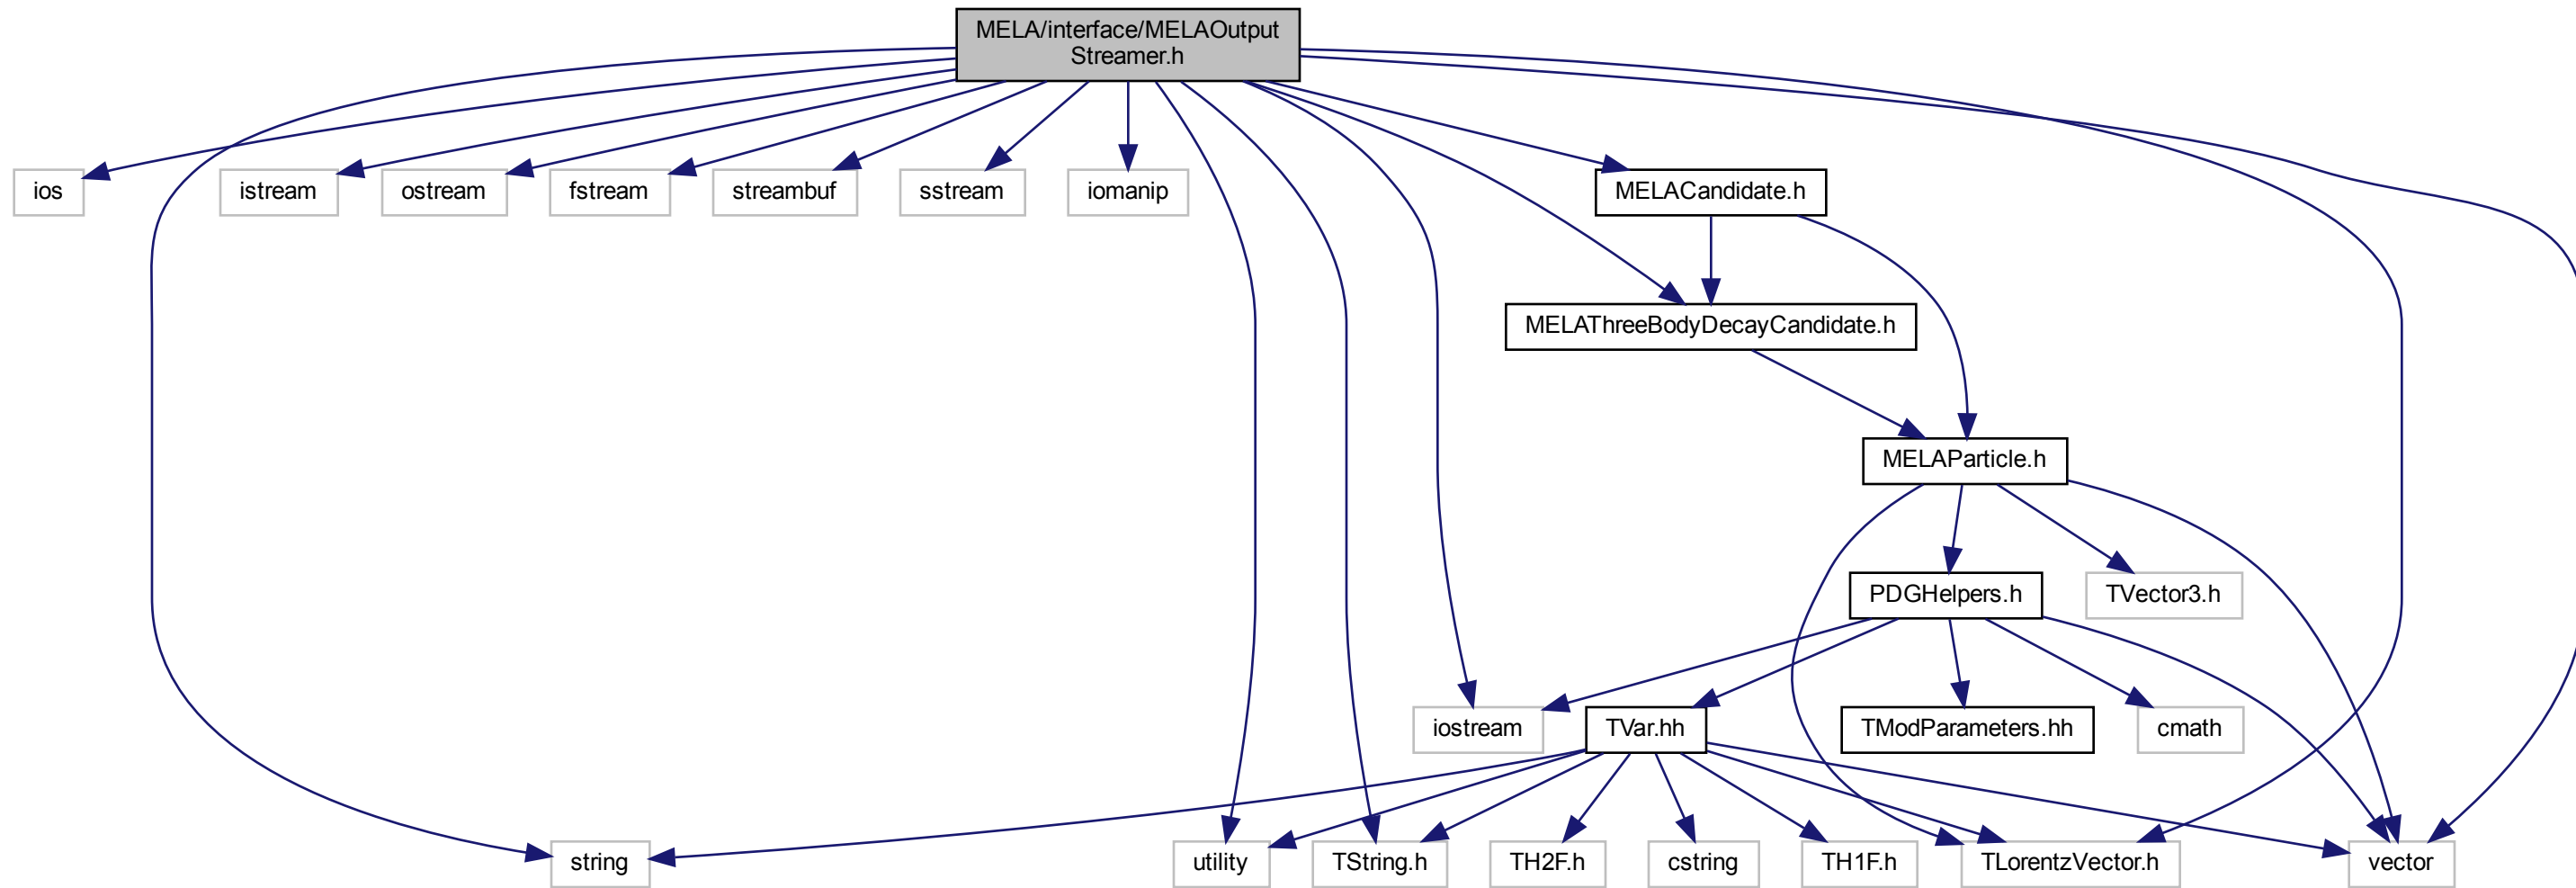 MELA/interface/MELAOutput
Streamer.h
ios
istream
ostream
fstream
streambuf
sstream
iomanip
MELACandidate.h
MELAThreeBodyDecayCandidate.h
MELAParticle.h
PDGHelpers.h
TVector3.h
iostream
TVar.hh
TModParameters.hh
cmath
string
utility
TString.h
TH2F.h
cstring
TH1F.h
TLorentzVector.h
vector